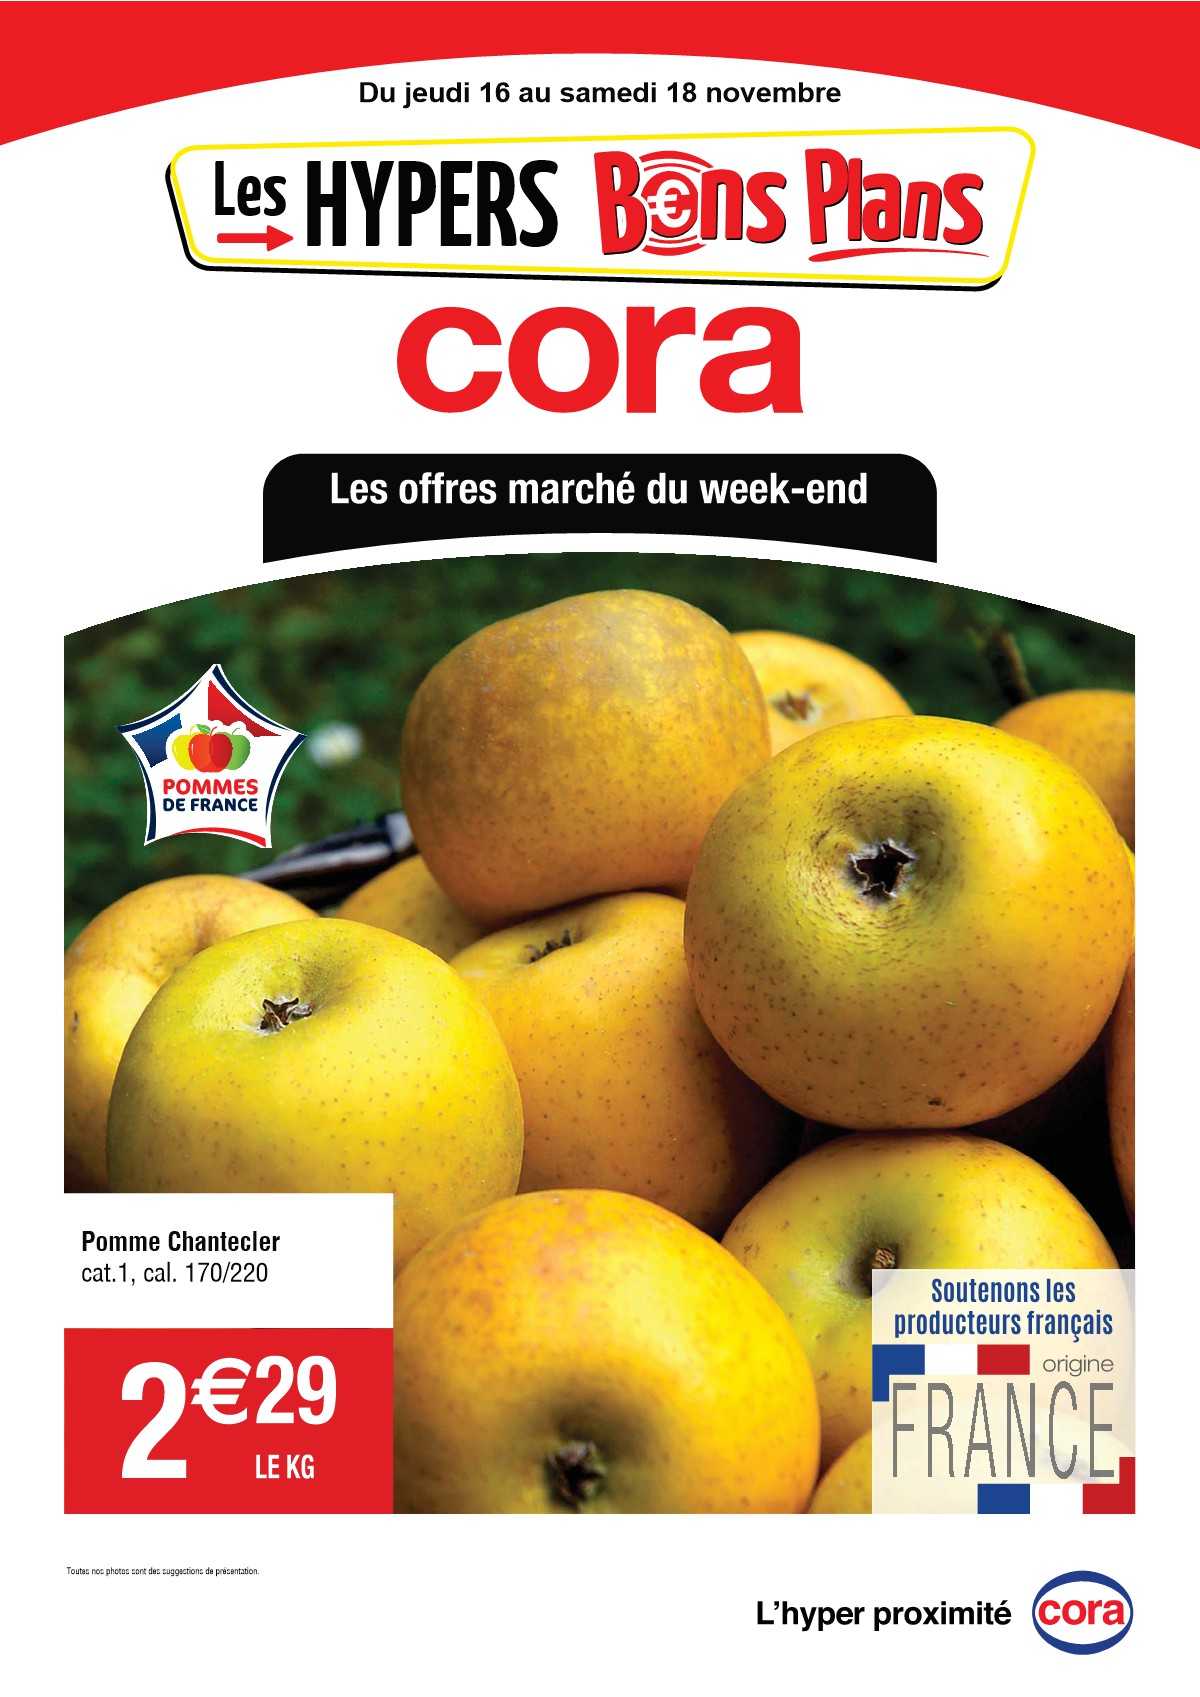 Du jeudi 16 au samedi 18 novembre
Les HYPERS Bons Plans
cora
Les offres marché du week-end
POMMES
DE FRANCE
Pomme Chantecler
cat.1, cal. 170/220
2€29
LE KG
Soutenons les
producteurs français
origine
FRANCE
Toutes nos photos sont des suggestions de présentation.
L'hyper proximité cora